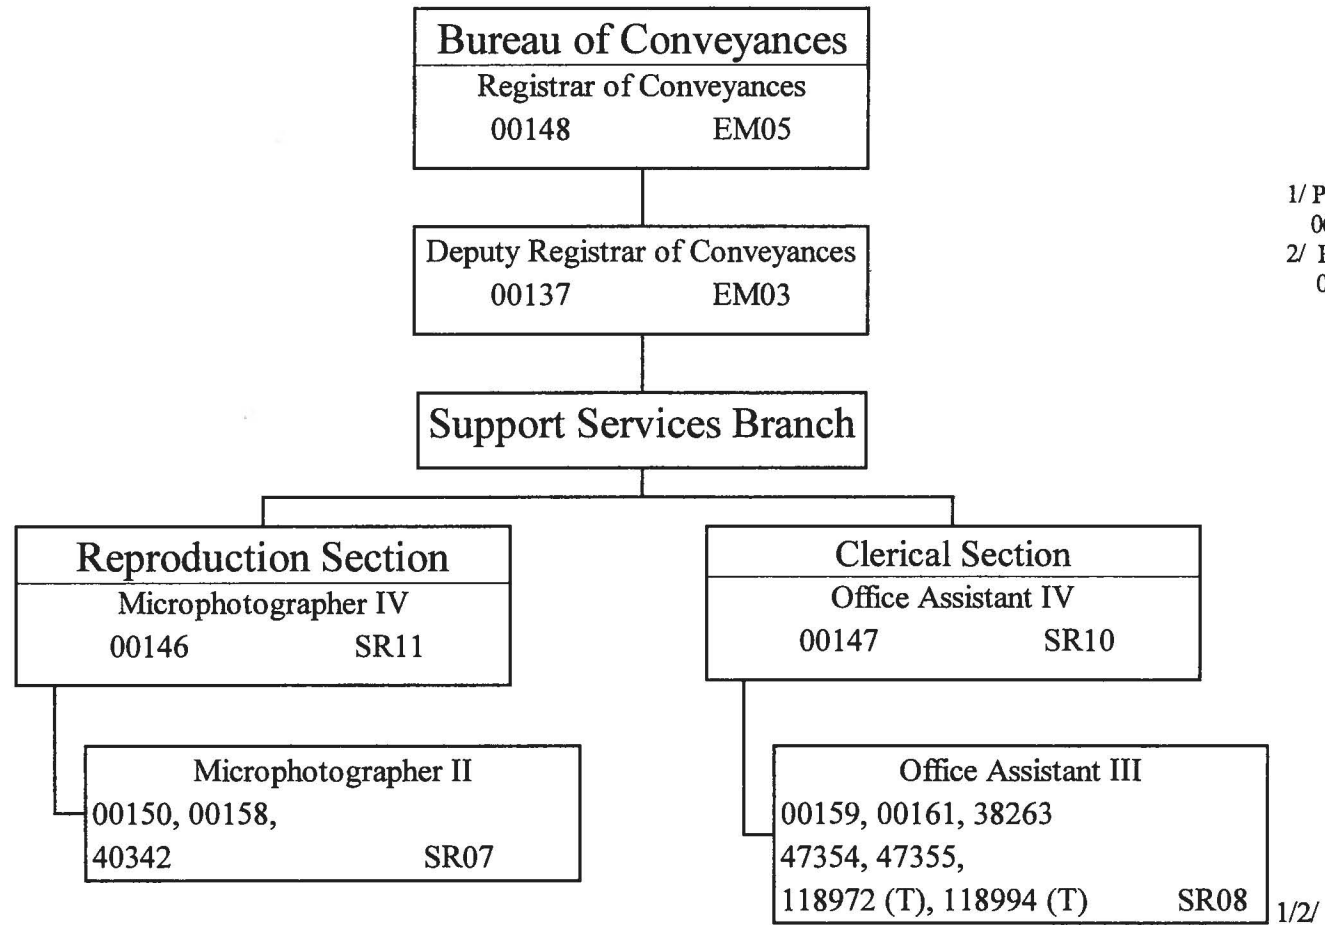 Bureau of Conveyances
Registrar of Conveyances
00148 EM05
1/ P
Deputy Registrar of Conveyances
00137 EM03
2/
Support Services Branch
Reproduction Section
Microphotographer IV
00146 SR11
Clerical Section
Office Assistant IV
00147 SR10
Microphotographer II
00150, 00158,
40342 SR07
Office Assistant III
00159, 00161, 38263
47354, 47355,
118972 (T), 118994 (T) SR08
1/2/